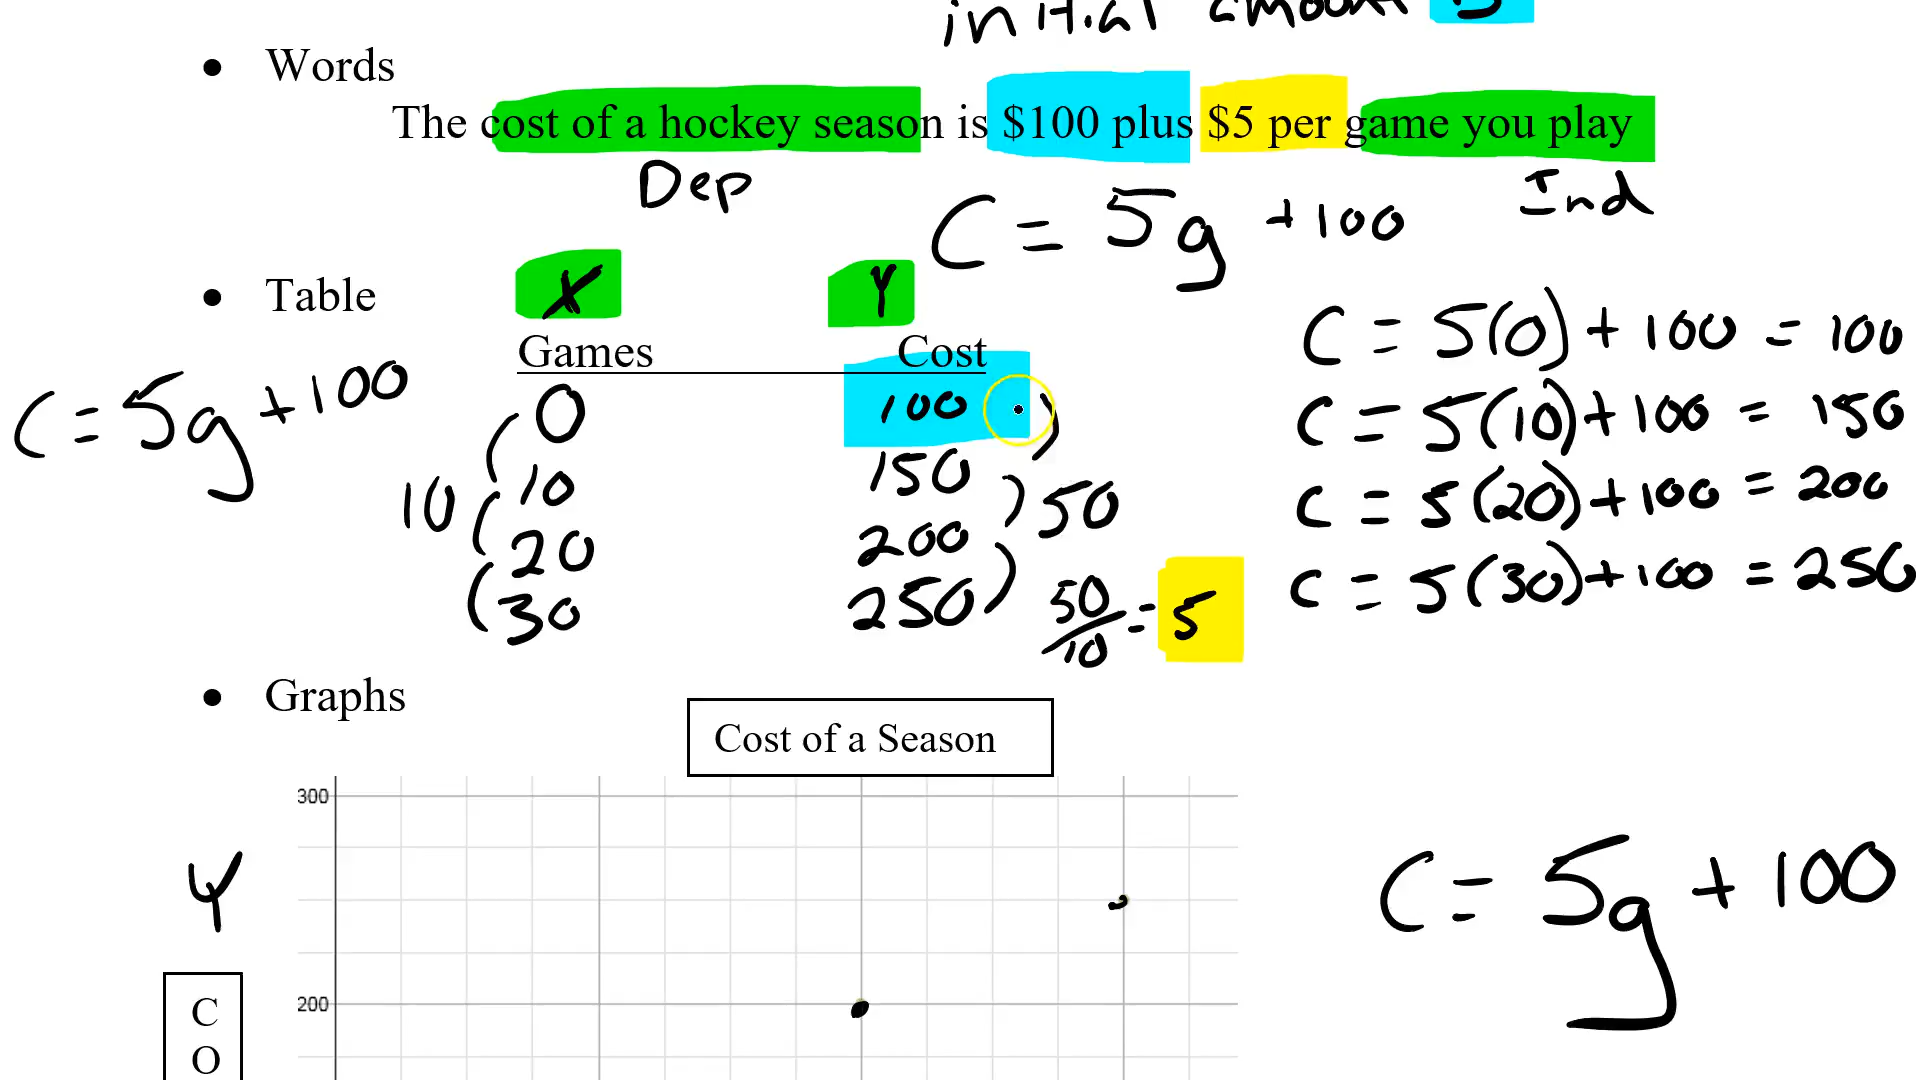 initial amount b
• Words
The cost of a hockey season is $100 plus $5 per game you play
Dep
Ind
C = 5g +100
• Table
X Y
Games Cost
C = 5g +100
0 100
10 150
20 200
30 250
10
50
50/10 = 5
C = 5(0) + 100 = 100
C = 5(10) + 100 = 150
C = 5(20) + 100 = 200
C = 5(30) + 100 = 250
• Graphs
Cost of a Season
300
Y
C = 5g + 100
200
C
O